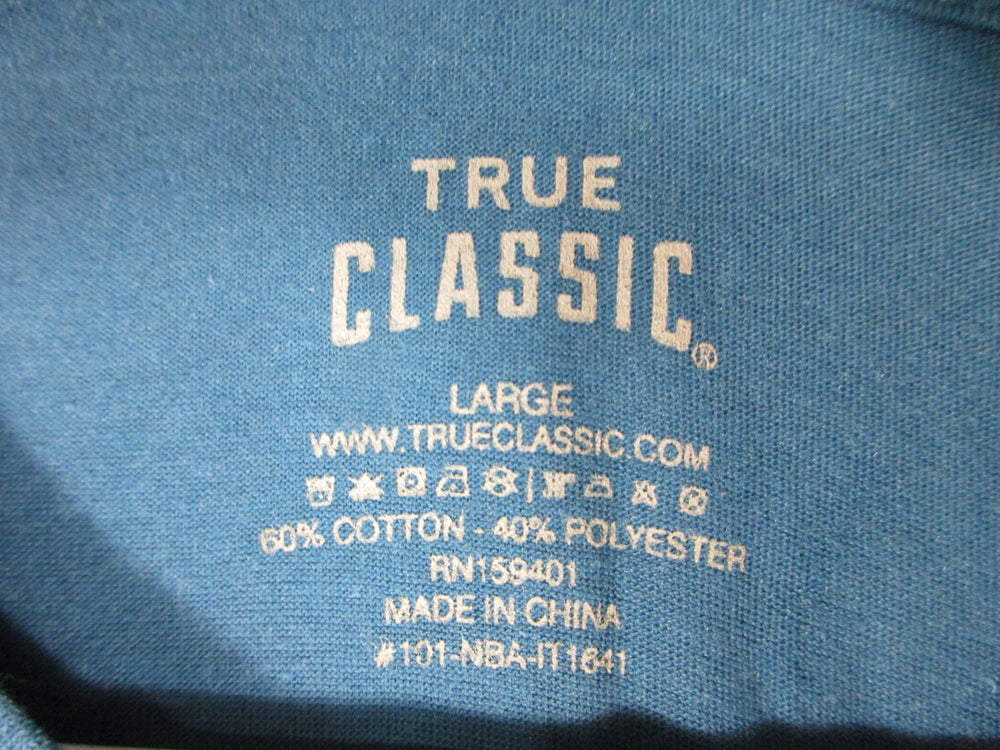 TRUE
CLASSIC®
LARGE
WWW.TRUECLASSIC.COM
60% COTTON - 40% POLYESTER
RN159401
MADE IN CHINA
#101-NBA-IT1641